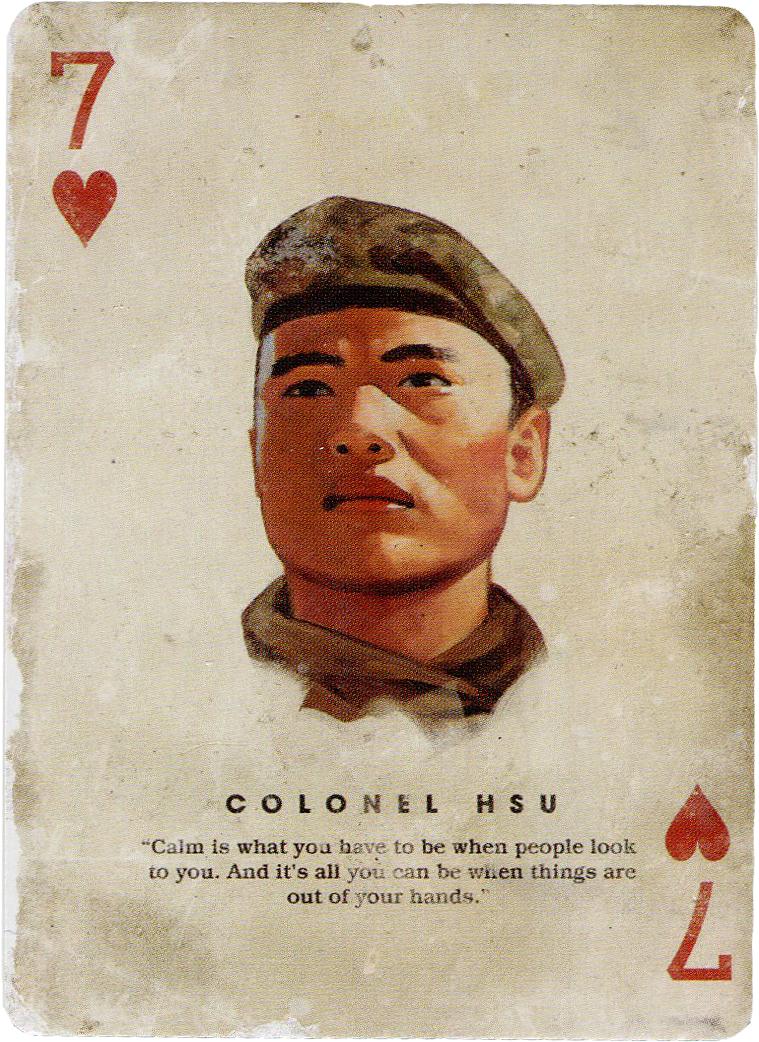 7
COLONEL HSU
“Calm is what you have to be when people look
to you. And it's all you can be when things are
out of your hands.”
7